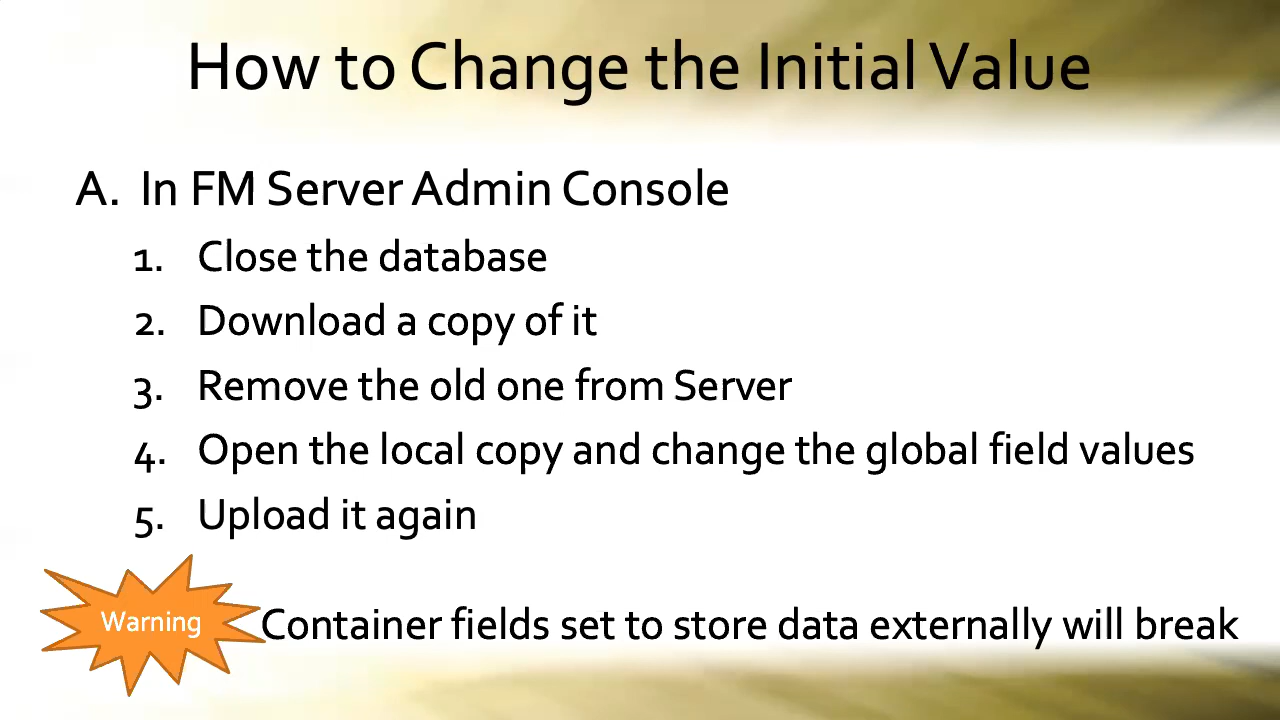 How to Change the Initial Value
A. In FM Server Admin Console
1. Close the database
2. Download a copy of it
3. Remove the old one from Server
4. Open the local copy and change the global field values
5. Upload it again
Warning
Container fields set to store data externally will break